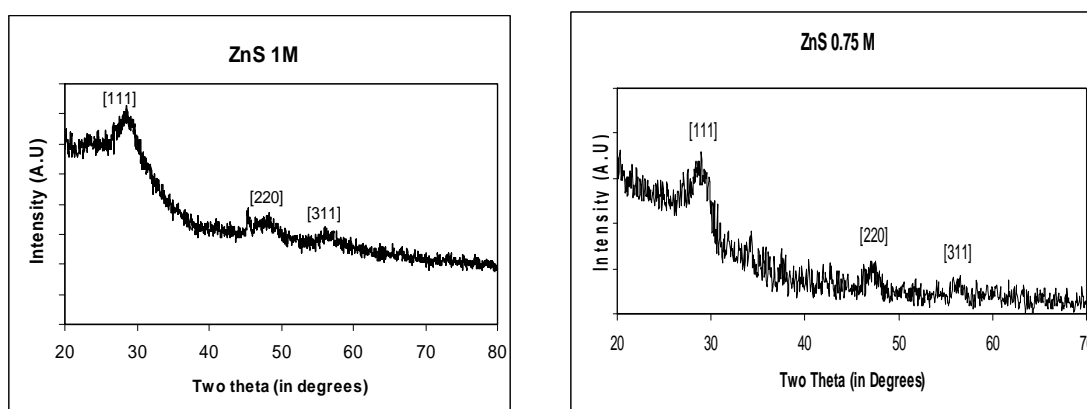 ZnS 1M
[111]
[220]
[311]
Intensity (A.U)
20 30 40 50 60 70 80
Two theta (in degrees)
ZnS 0.75 M
[111]
[220]
[311]
Intensity (A.U)
20 30 40 50 60 70
Two Theta (in Degrees)